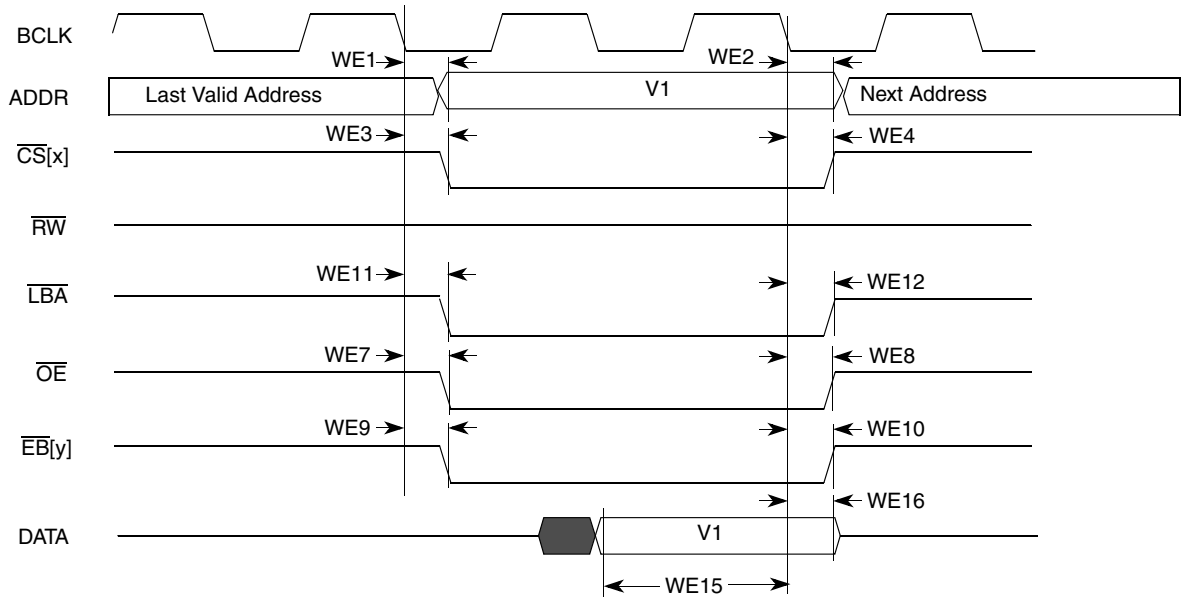 BCLK
WE1
WE2
ADDR
Last Valid Address
V1
Next Address
WE3
WE4
CS[x]
RW
WE11
WE12
LBA
WE7
WE8
OE
WE9
WE10
EB[y]
WE16
DATA
V1
WE15